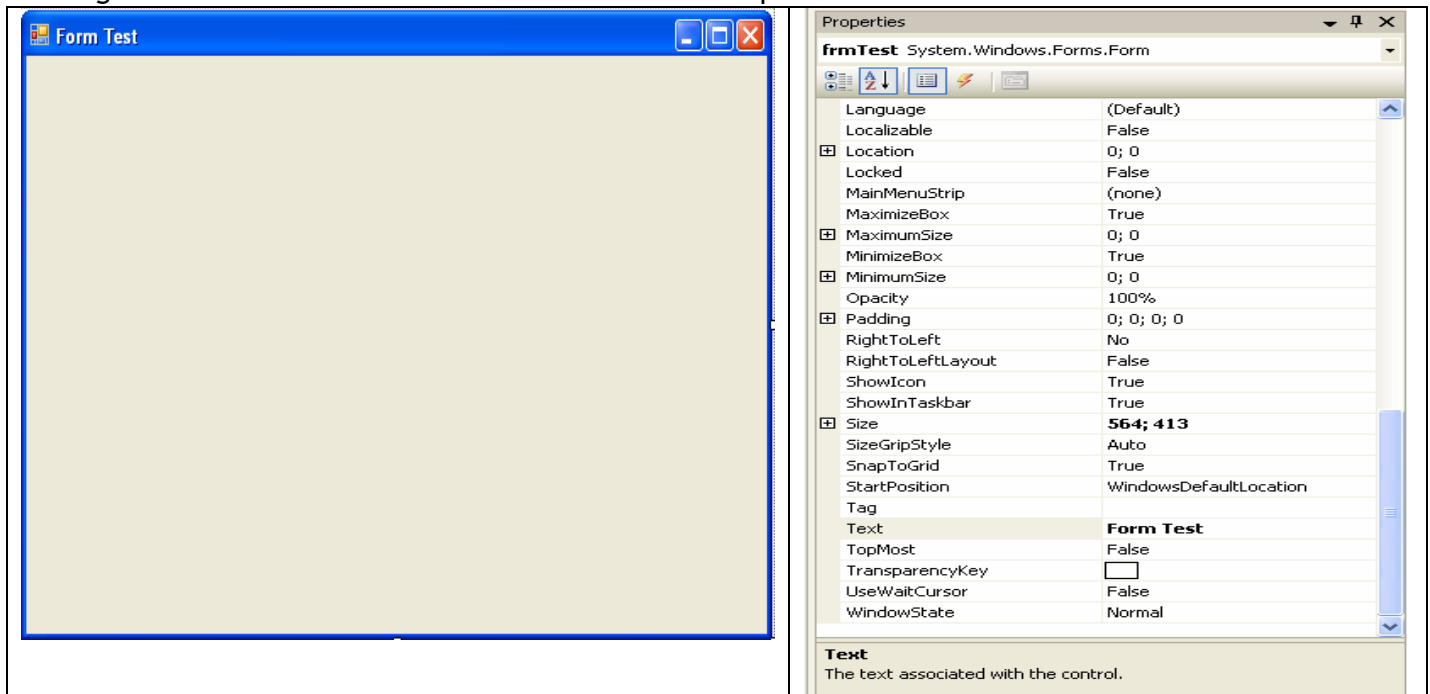 Form Test
Properties
frmTest System.Windows.Forms.Form
Language (Default)
Localizable False
Location 0; 0
Locked False
MainMenuStrip (none)
MaximizeBox True
MaximumSize 0; 0
MinimizeBox True
MinimumSize 0; 0
Opacity 100%
Padding 0; 0; 0; 0
RightToLeft No
RightToLeftLayout False
ShowIcon True
ShowInTaskbar True
Size 564; 413
SizeGripStyle Auto
SnapToGrid True
StartPosition WindowsDefaultLocation
Tag
Text Form Test
TopMost False
TransparencyKey
UseWaitCursor False
WindowState Normal
Text
The text associated with the control.